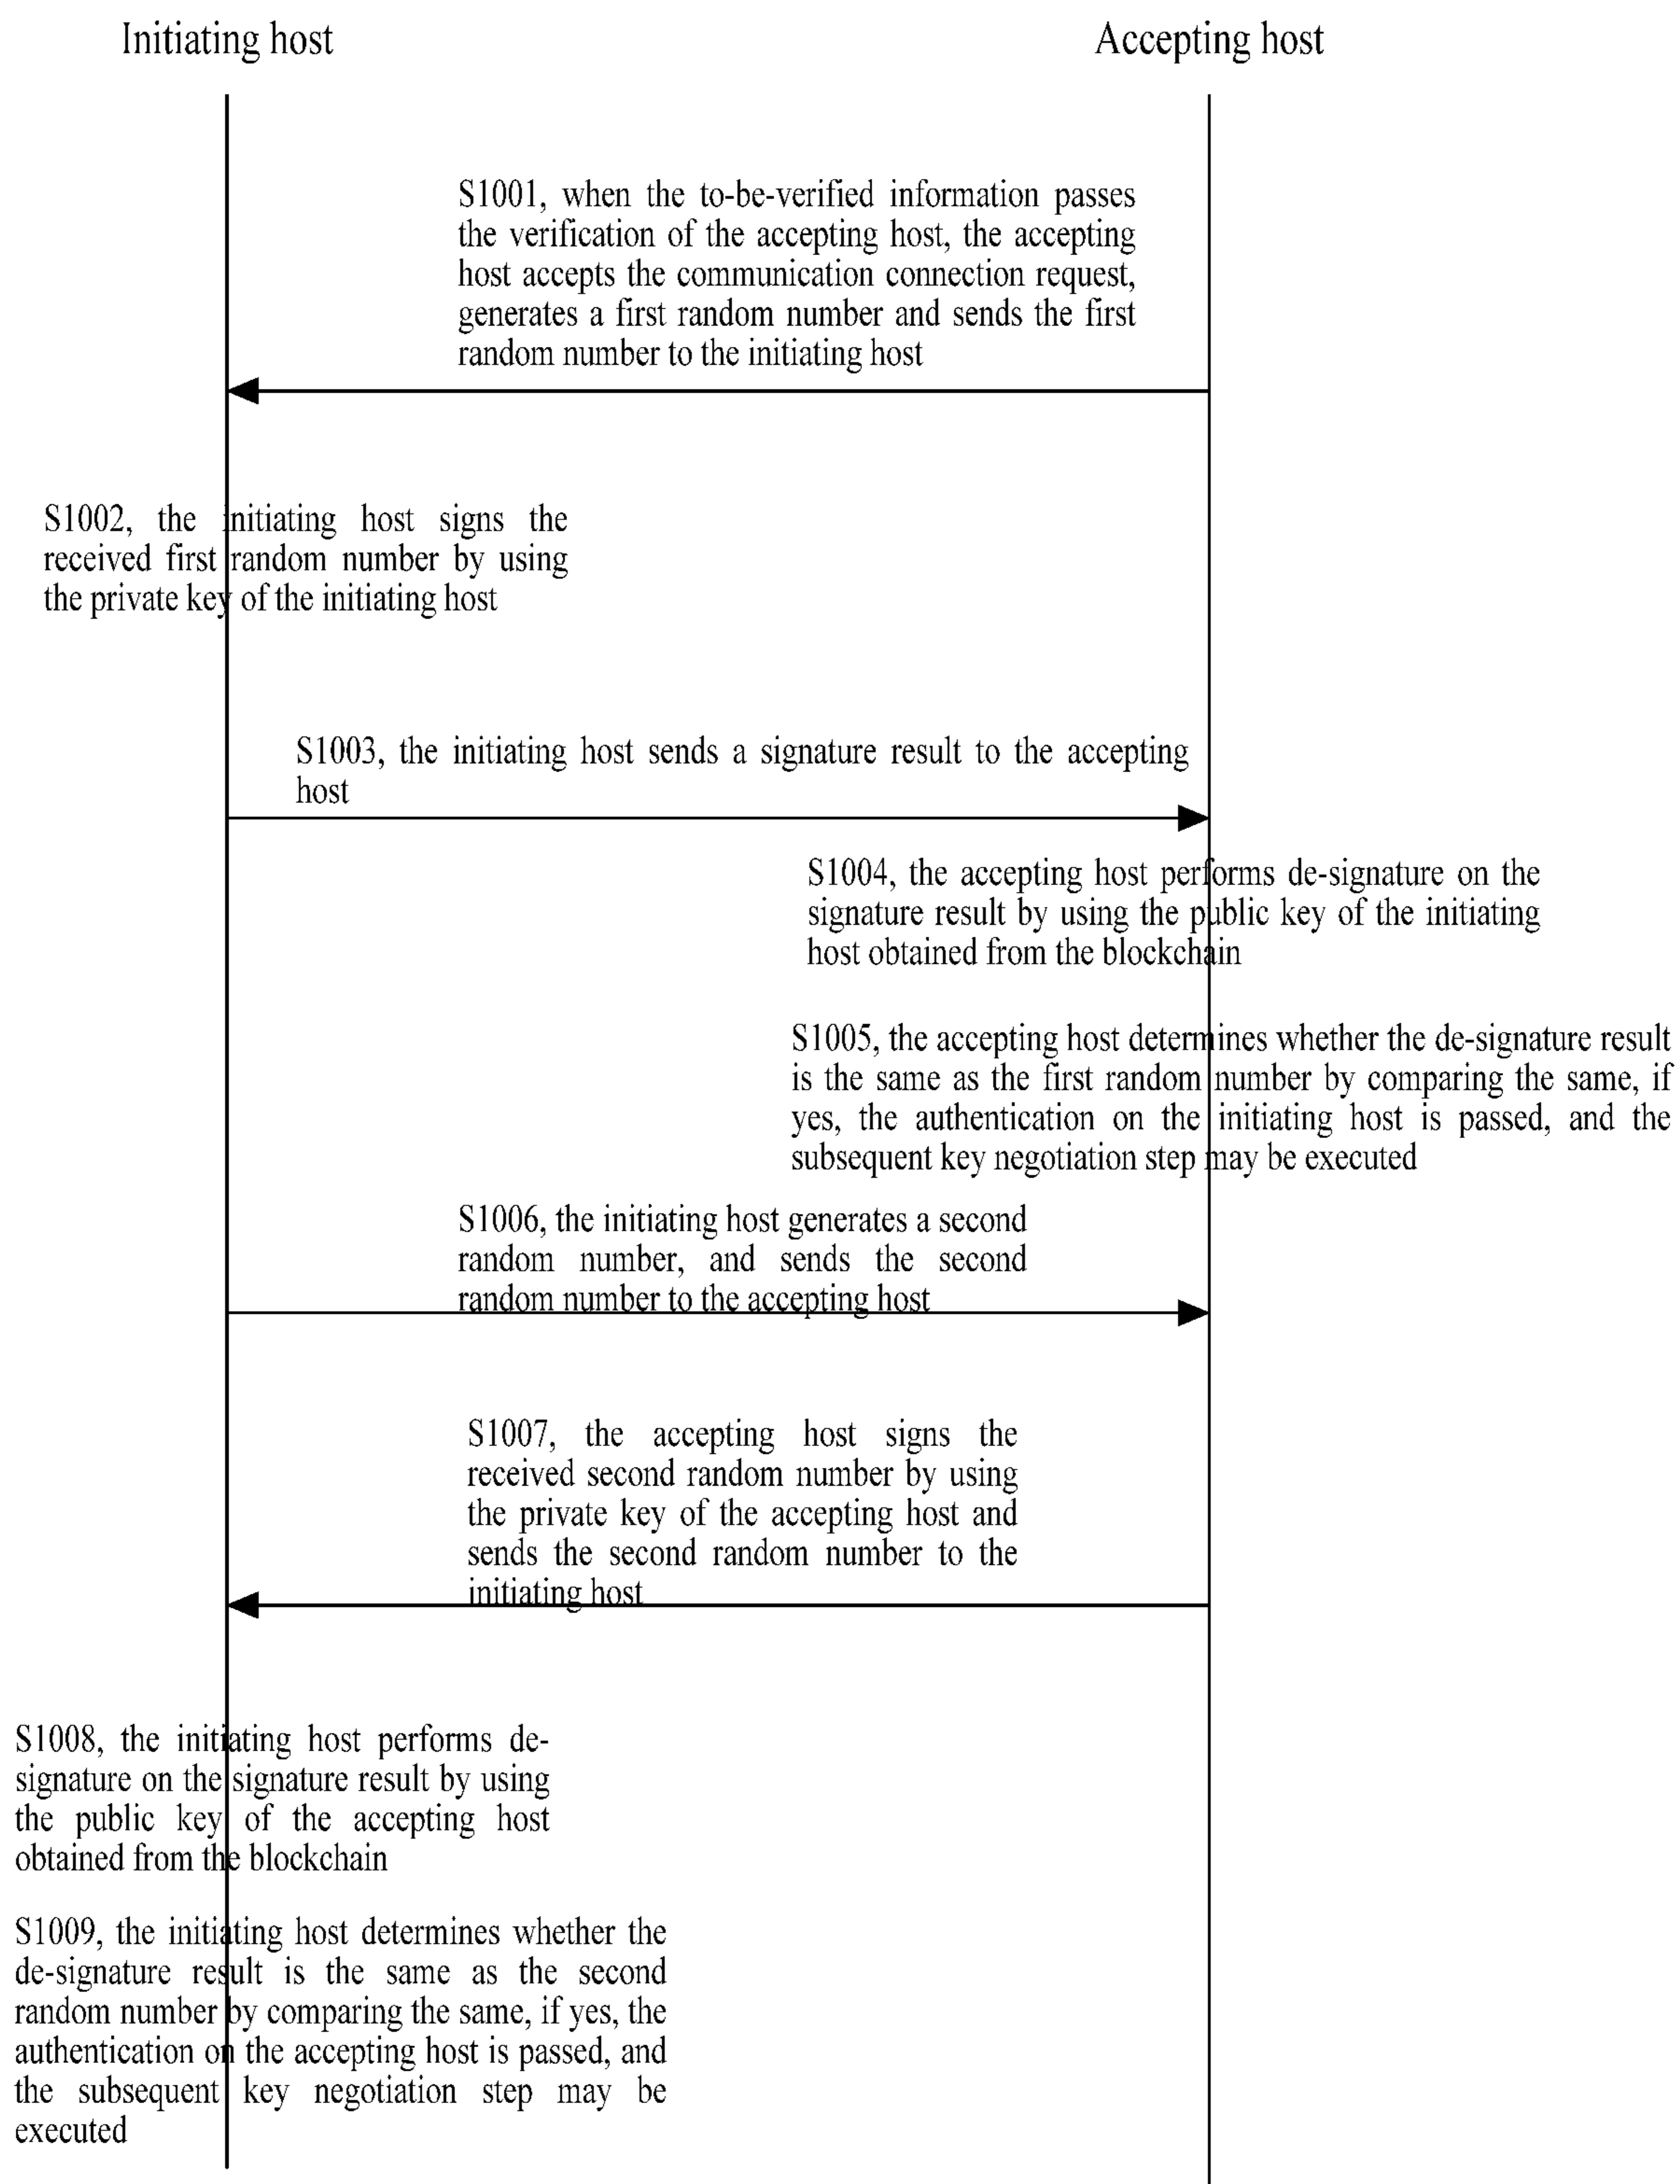 Initiating host
Accepting host
S1001, when the to-be-verified information passes
the verification of the accepting host, the accepting
host accepts the communication connection request,
generates a first random number and sends the first
random number to the initiating host
S1002, the initiating host signs the
received first random number by using
the private key of the initiating host
S1003, the initiating host sends a signature result to the accepting
host
S1004, the accepting host performs de-signature on the
signature result by using the public key of the initiating
host obtained from the blockchain
S1005, the accepting host determines whether the de-signature result
is the same as the first random number by comparing the same, if
yes, the authentication on the initiating host is passed, and the
subsequent key negotiation step may be executed
S1006, the initiating host generates a second
random number, and sends the second
random number to the accepting host
S1007, the accepting host signs the
received second random number by using
the private key of the accepting host and
sends the second random number to the
initiating host
S1008, the initiating host performs de-
signature on the signature result by using
the public key of the accepting host
obtained from the blockchain
S1009, the initiating host determines whether the
de-signature result is the same as the second
random number by comparing the same, if yes, the
authentication on the accepting host is passed, and
the subsequent key negotiation step may be
executed